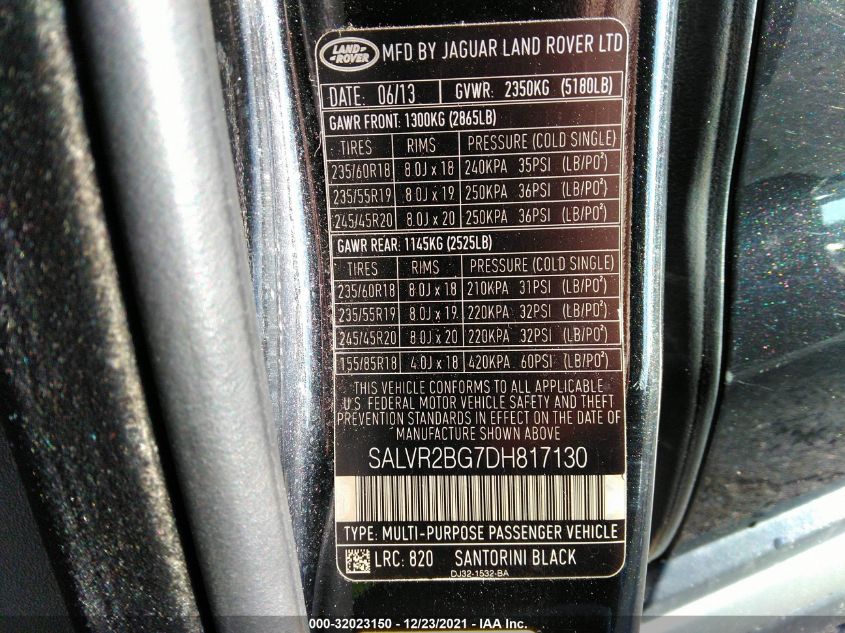 LAND-
ROVER
MFD BY JAGUAR LAND ROVER LTD
DATE: 06/13 GVWR: 2350KG (5180LB)
GAWR FRONT: 1300KG (2865LB)
TIRES RIMS PRESSURE (COLD SINGLE)
235/60R18 8.0J x 18 240KPA 35PSI (LB/PO²)
235/55R19 8.0J x 19 250KPA 36PSI (LB/PO²)
245/45R20 8.0J x 20 250KPA 36PSI (LB/PO²)
GAWR REAR: 1145KG (2525LB)
TIRES RIMS PRESSURE (COLD SINGLE)
235/60R18 8.0J x 18 210KPA 31PSI (LB/PO²)
235/55R19 8.0J x 19 220KPA 32PSI (LB/PO²)
245/45R20 8.0J x 20 220KPA 32PSI (LB/PO²)
155/85R18 4.0J x 18 420KPA 60PSI (LB/PO²)
THIS VEHICLE CONFORMS TO ALL APPLICABLE
U.S. FEDERAL MOTOR VEHICLE SAFETY AND THEFT
PREVENTION STANDARDS IN EFFECT ON THE DATE OF
MANUFACTURE SHOWN ABOVE
SALVR2BG7DH817130
TYPE: MULTI-PURPOSE PASSENGER VEHICLE
LRC: 820 SANTORINI BLACK
DJ32-1532-BA
000-32023150 - 12/23/2021 - IAA Inc.